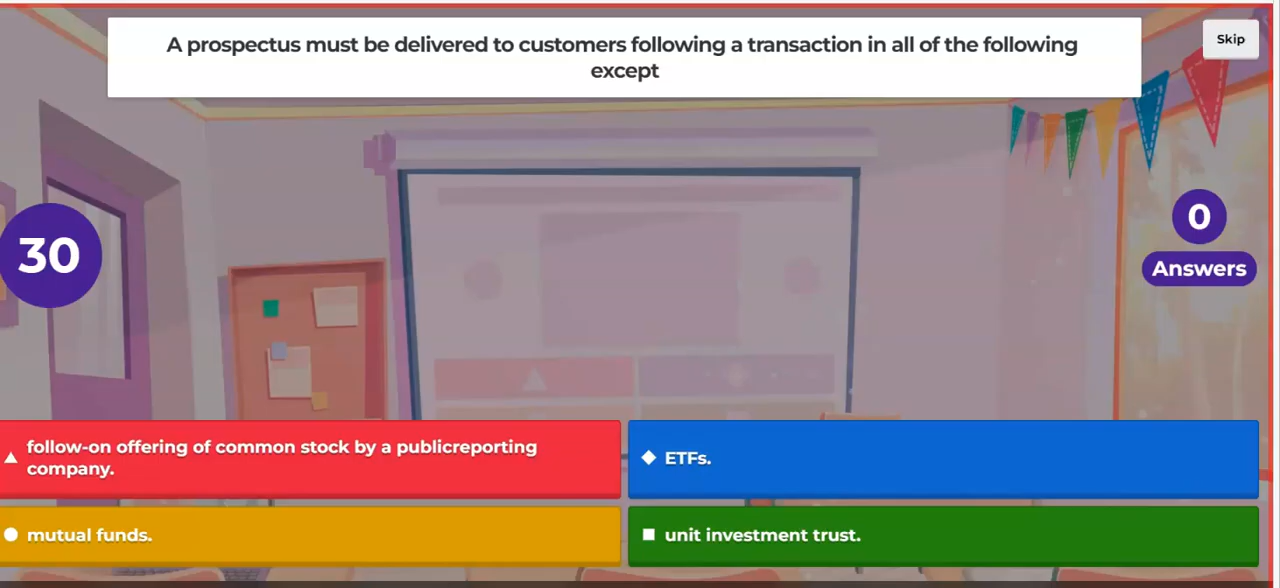 A prospectus must be delivered to customers following a transaction in all of the following
except
Skip
30
0
Answers
follow-on offering of common stock by a publicreporting
company.
ETFs.
mutual funds.
unit investment trust.